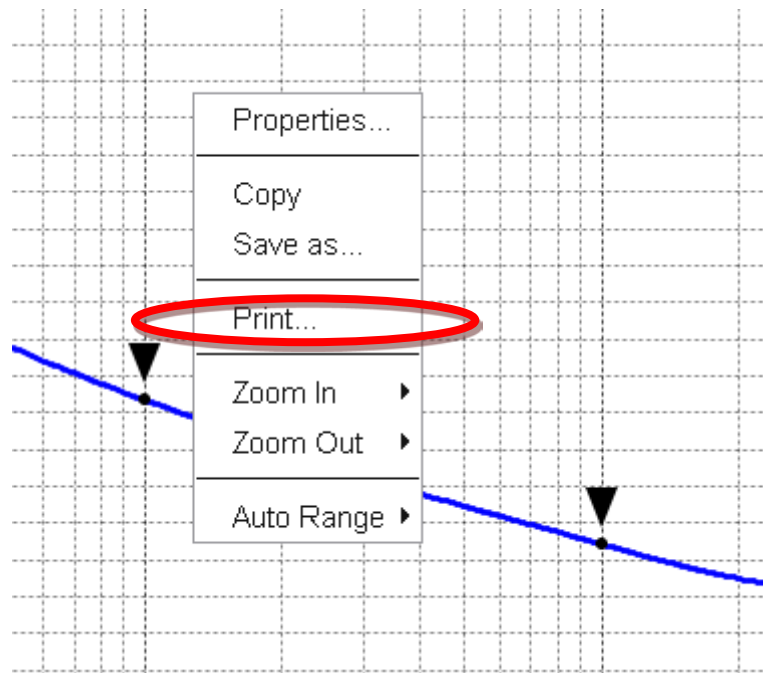 Properties...
Copy
Save as...
Print...
Zoom In
Zoom Out
Auto Range